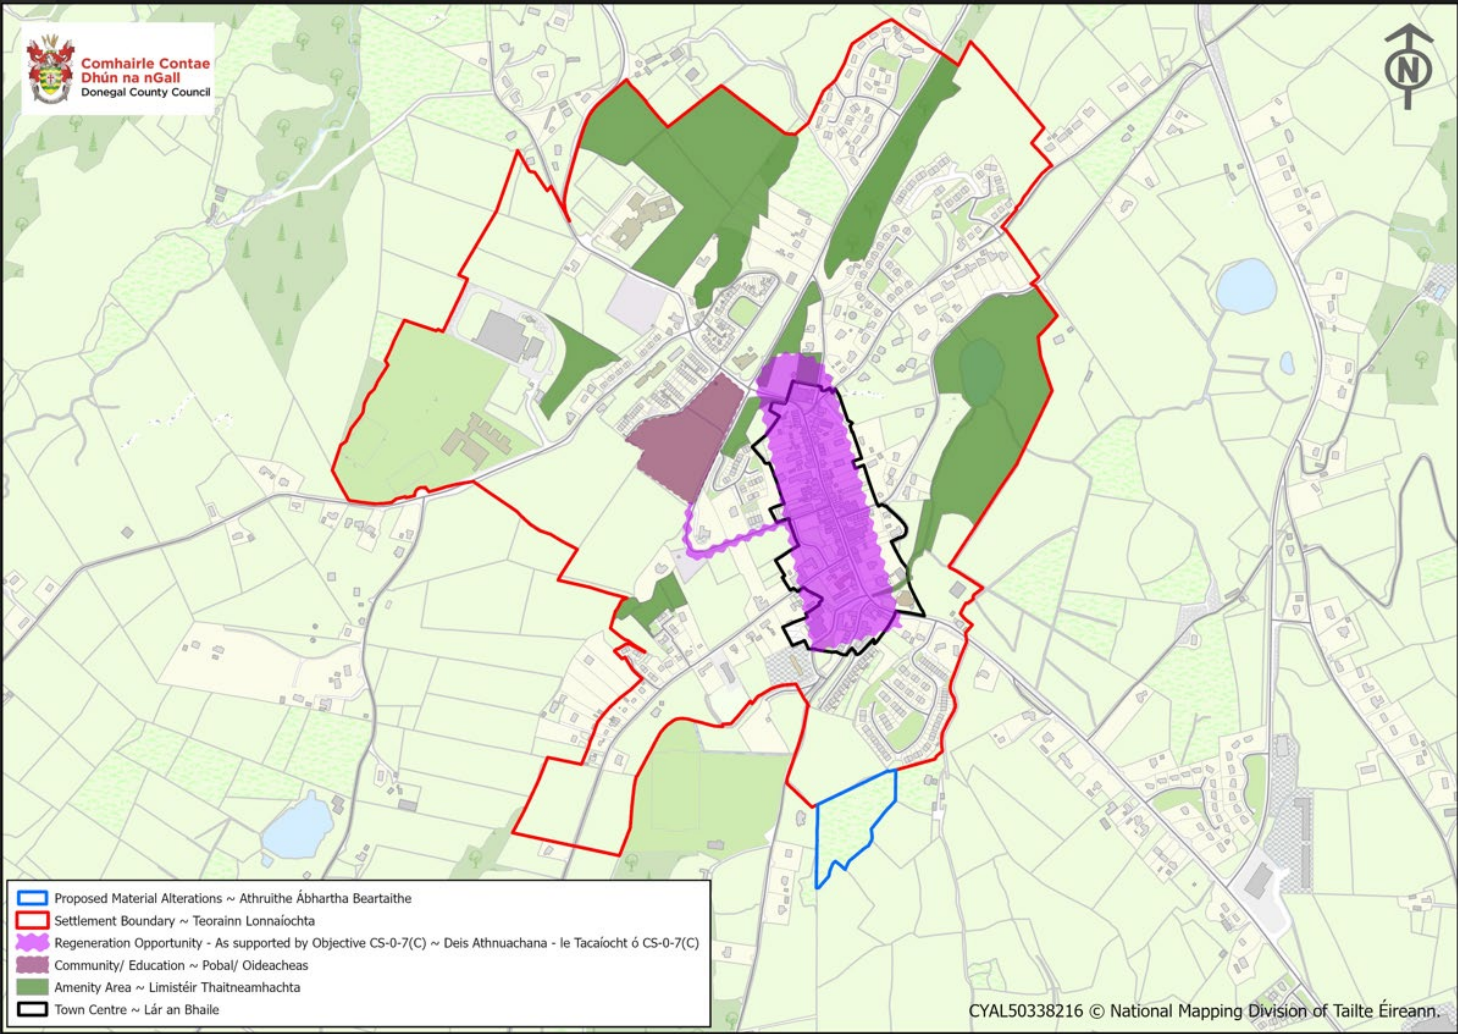 Comhairle Contae
Dhún na nGall
Donegal County Council
N
Proposed Material Alterations ~ Athruithe Ábhartha Beartaithe
Settlement Boundary ~ Teorainn Lonnaíochta
Regeneration Opportunity - As supported by Objective CS-0-7(C) ~ Deis Athnuachana - le Tacaíocht ó CS-0-7(C)
Community/ Education ~ Pobal/ Oideacheas
Amenity Area ~ Limistéir Thaitneamhachta
Town Centre ~ Lár an Bhaile
CYAL50338216 © National Mapping Division of Tailte Éireann.